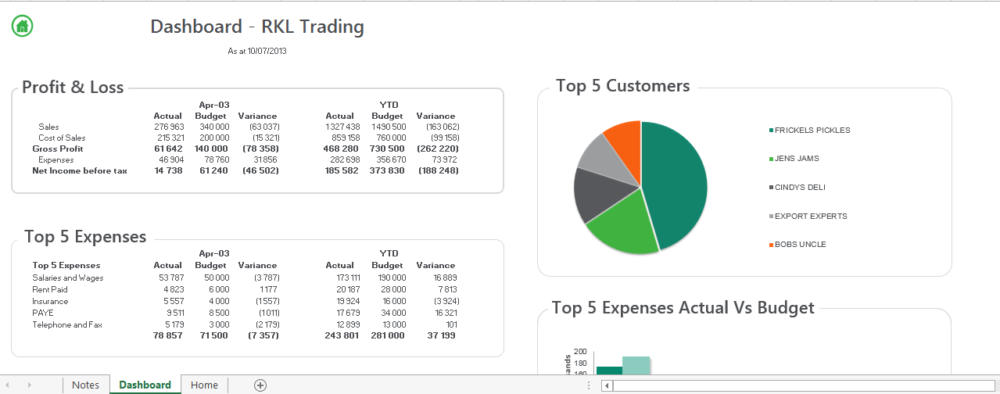 Dashboard - RKL Trading
As at 10/07/2013
Profit & Loss
Apr-03 YTD
Actual Budget Variance Actual Budget Variance
Sales 276 963 340 000 (63 037) 1 327 438 1 490 500 (163 062)
Cost of Sales 215 321 200 000 (15 321) 859 158 760 000 (99 158)
Gross Profit 61 642 140 000 (78 358) 468 280 730 500 (262 220)
Expenses 46 904 78 760 31 856 282 698 356 670 73 972
Net Income before tax 14 738 61 240 (46 502) 185 582 373 830 (188 248)
Top 5 Expenses
Apr-03 YTD
Top 5 Expenses Actual Budget Variance Actual Budget Variance
Salaries and Wages 53 787 50 000 (3 787) 173 111 190 000 16 889
Rent Paid 4 823 6 000 1 177 20 187 28 000 7 813
Insurance 5 557 4 000 (1 557) 19 924 16 000 (3 924)
PAYE 9 511 8 500 (1 011) 17 679 34 000 16 321
Telephone and Fax 5 179 3 000 (2 179) 12 899 13 000 101
78 857 71 500 (7 357) 243 801 281 000 37 199
Top 5 Customers
FRICKELS PICKLES
JENS JAMS
CINDYS DELI
EXPORT EXPERTS
BOBS UNCLE
Top 5 Expenses Actual Vs Budget
200
180
160
Notes Dashboard Home